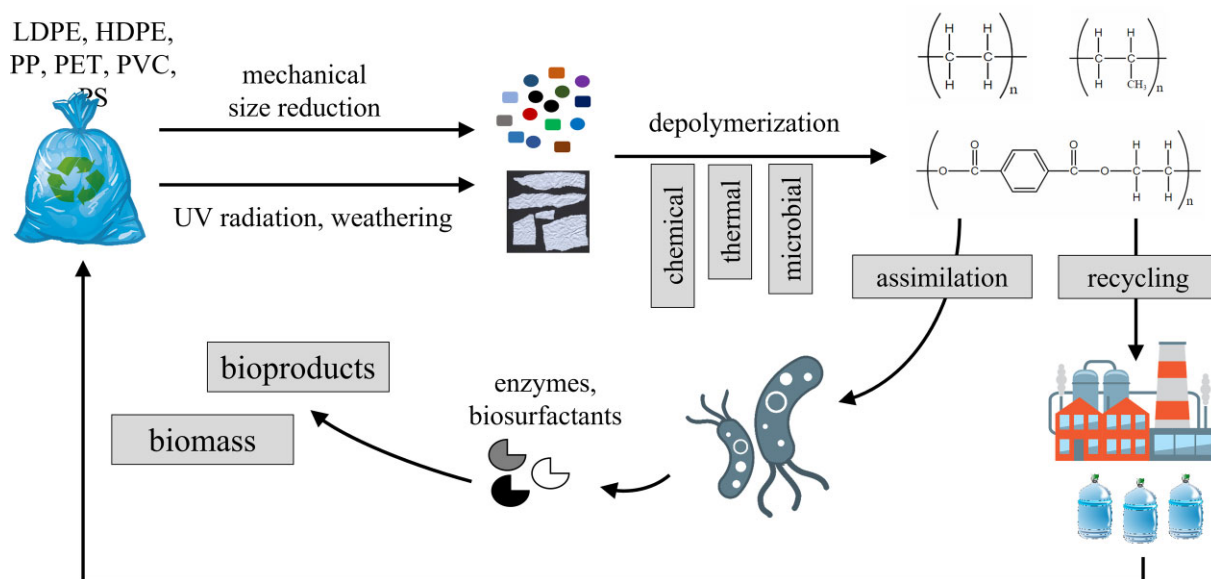 LDPE, HDPE,
PP, PET, PVC,
PS
mechanical
size reduction
UV radiation, weathering
depolymerization
chemical
thermal
microbial
H H
C C
H H
n
H H
C C
H CH₃
n
O C O C O H H
O C C
H H
n
assimilation
recycling
bioproducts
biomass
enzymes,
biosurfactants